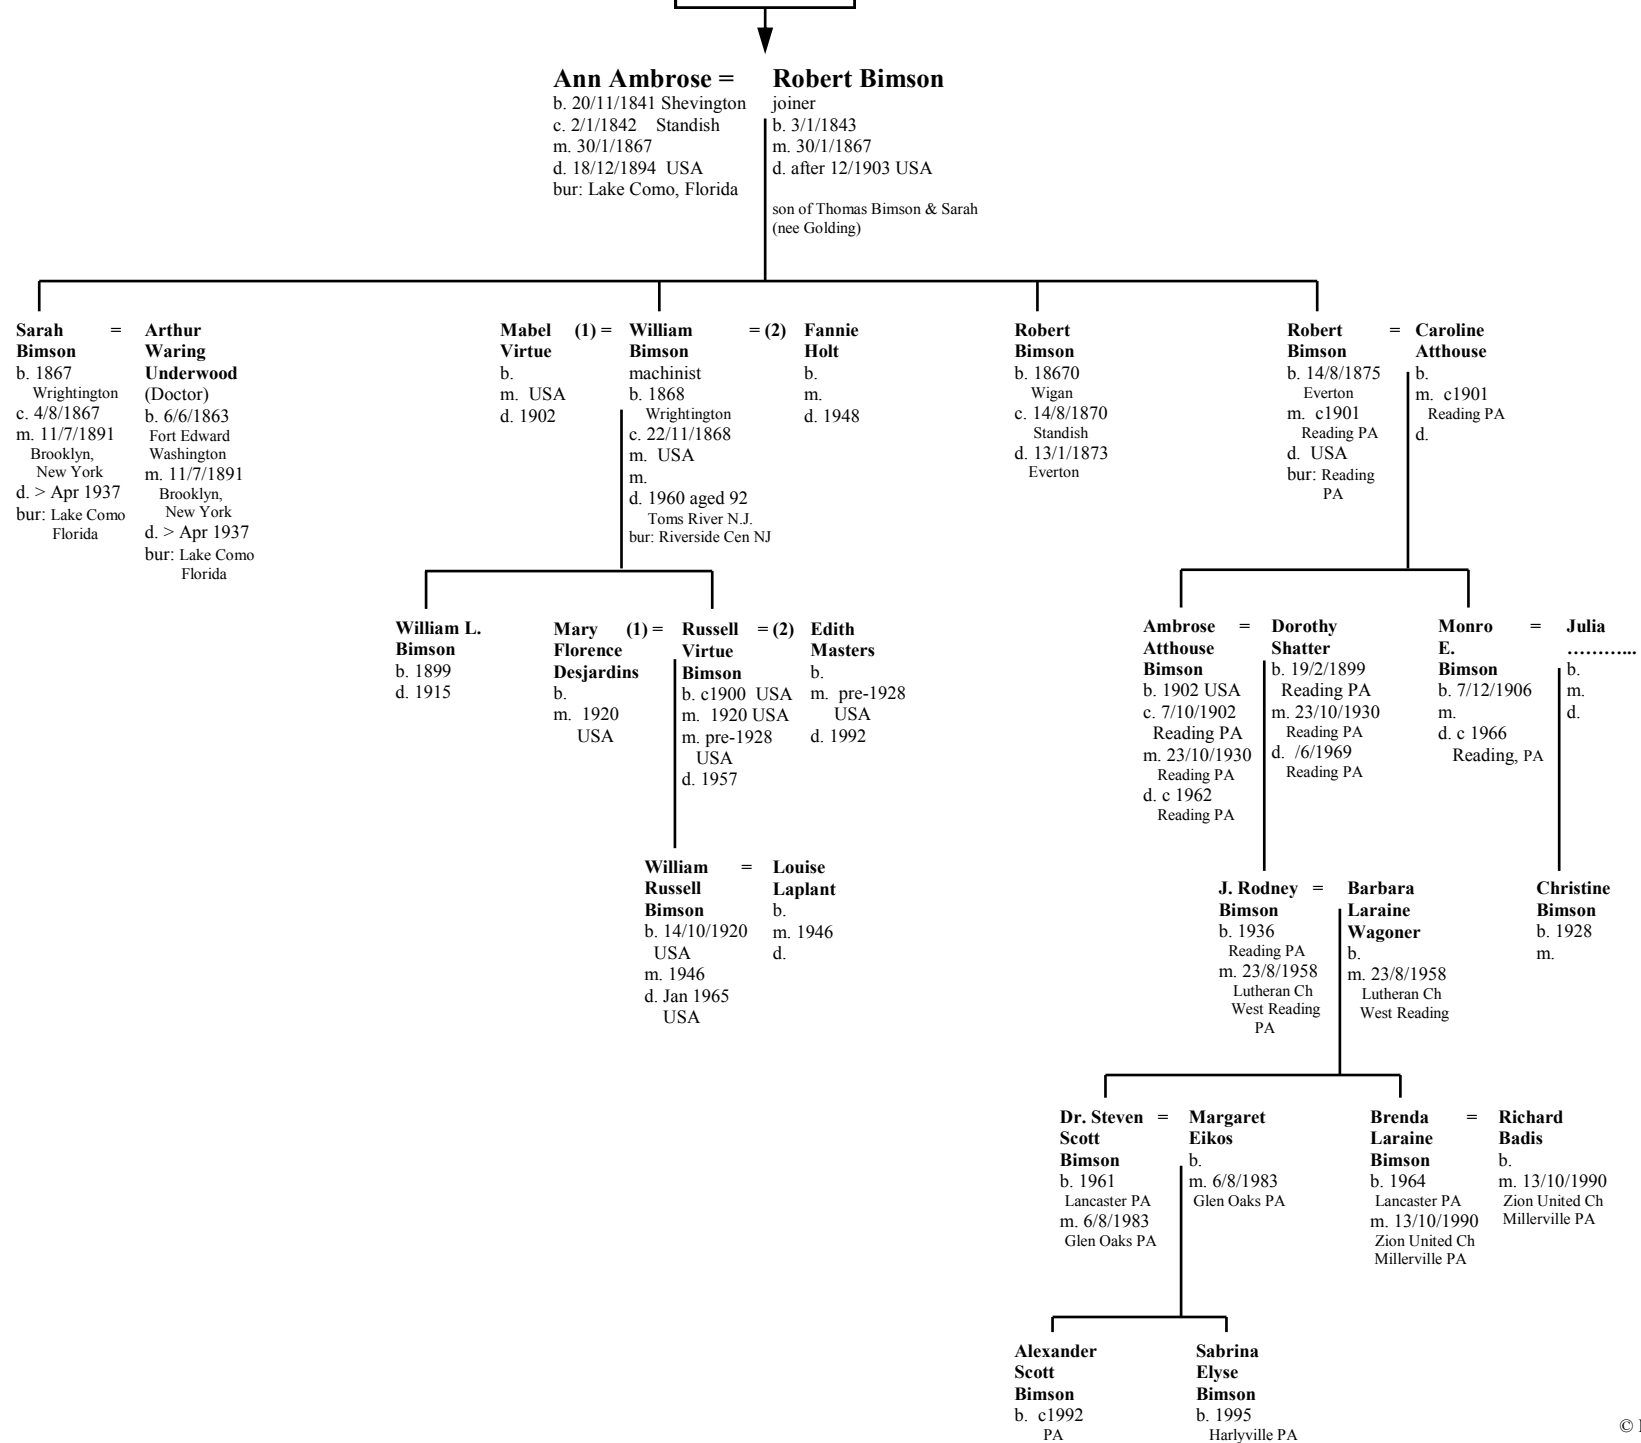 Ann Ambrose =
b. 20/11/1841 Shevington
c. 2/1/1842 Standish
m. 30/1/1867
d. 18/12/1894 USA
bur: Lake Como, Florida
Robert Bimson
joiner
b. 3/1/1843
m. 30/1/1867
d. after 12/1903 USA
son of Thomas Bimson & Sarah
(nee Golding)
Sarah =
Bimson
b. 1867
Wrightington
c. 4/8/1867
m. 11/7/1891
Brooklyn,
New York
d. > Apr 1937
bur: Lake Como
Florida
Arthur
Waring
Underwood
(Doctor)
b. 6/6/1863
Fort Edward
Washington
m. 11/7/1891
Brooklyn,
New York
d. > Apr 1937
bur: Lake Como
Florida
Mabel (1) =
Virtue
b.
m. USA
d. 1902
William = (2)
Bimson
machinist
b. 1868
Wrightington
c. 22/11/1868
m. USA
m.
d. 1960 aged 92
Toms River N.J.
bur: Riverside Cen NJ
Fannie
Holt
b.
m.
d. 1948
Robert
Bimson
b. 18670
Wigan
c. 14/8/1870
Standish
d. 13/1/1873
Everton
Robert =
Bimson
b. 14/8/1875
Everton
m. c1901
Reading PA
d. USA
bur: Reading
PA
Caroline
Atthouse
b.
m. c1901
Reading PA
d.
William L.
Bimson
b. 1899
d. 1915
Mary (1) =
Florence
Desjardins
b.
m. 1920
USA
Russell = (2)
Virtue
Bimson
b. c1900 USA
m. 1920 USA
m. pre-1928
USA
d. 1957
Edith
Masters
b.
m. pre-1928
USA
d. 1992
Ambrose =
Atthouse
Bimson
b. 1902 USA
c. 7/10/1902
Reading PA
m. 23/10/1930
Reading PA
d. c 1962
Reading PA
Dorothy
Shatter
b. 19/2/1899
Reading PA
m. 23/10/1930
Reading PA
d. /6/1969
Reading PA
Monro =
E.
Bimson
b. 7/12/1906
m.
d. c 1966
Reading, PA
Julia
………...
b.
m.
d.
William =
Russell
Bimson
b. 14/10/1920
USA
m. 1946
d. Jan 1965
USA
Louise
Laplant
b.
m. 1946
d.
J. Rodney =
Bimson
b. 1936
Reading PA
m. 23/8/1958
Lutheran Ch
West Reading
PA
Barbara
Laraine
Wagoner
b.
m. 23/8/1958
Lutheran Ch
West Reading
Christine
Bimson
b. 1928
m.
Dr. Steven =
Scott
Bimson
b. 1961
Lancaster PA
m. 6/8/1983
Glen Oaks PA
Margaret
Eikos
b.
m. 6/8/1983
Glen Oaks PA
Brenda =
Laraine
Bimson
b. 1964
Lancaster PA
m. 13/10/1990
Zion United Ch
Millerville PA
Richard
Badis
b.
m. 13/10/1990
Zion United Ch
Millerville PA
Alexander
Scott
Bimson
b. c1992
PA
Sabrina
Elyse
Bimson
b. 1995
Harlyville PA
©